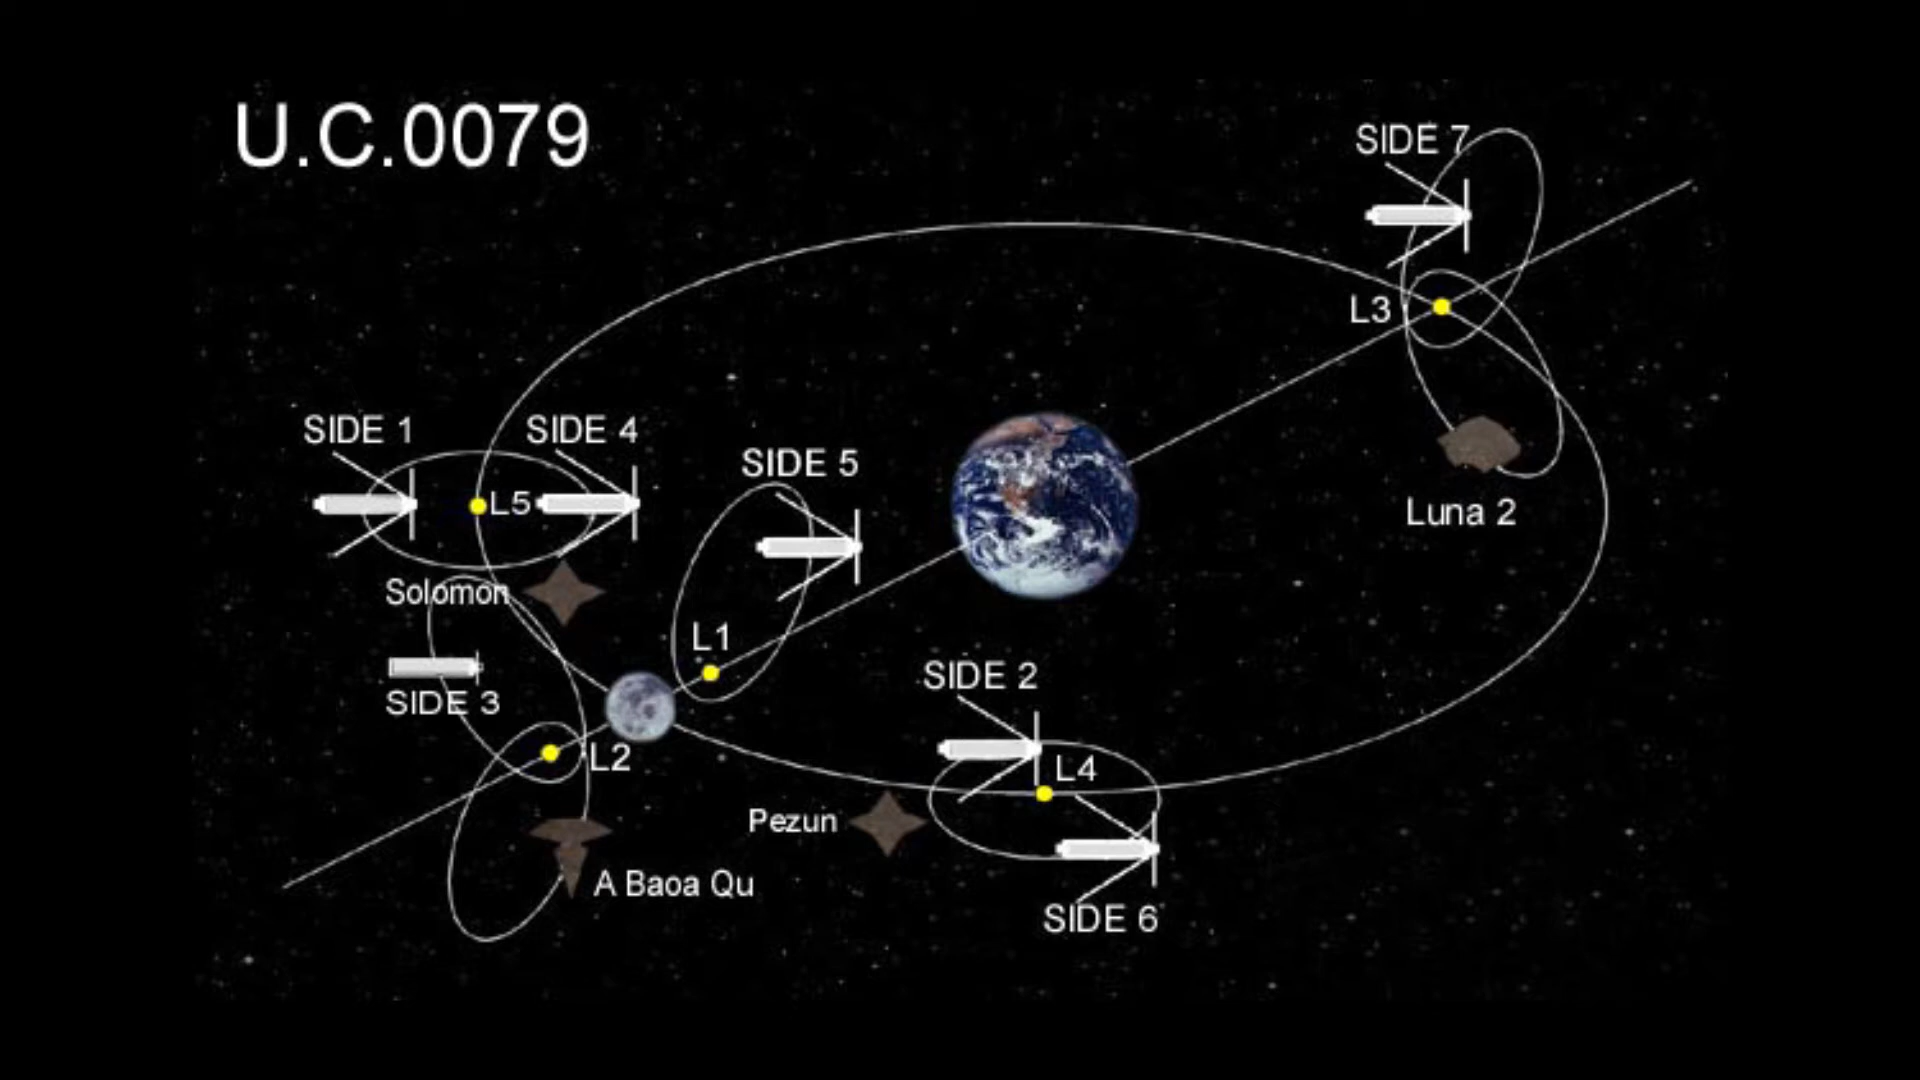 U.C.0079
SIDE 7
L3
SIDE 1
SIDE 4
SIDE 5
L5
Luna 2
Solomon
L1
SIDE 3
SIDE 2
L2
L4
Pezun
A Baoa Qu
SIDE 6